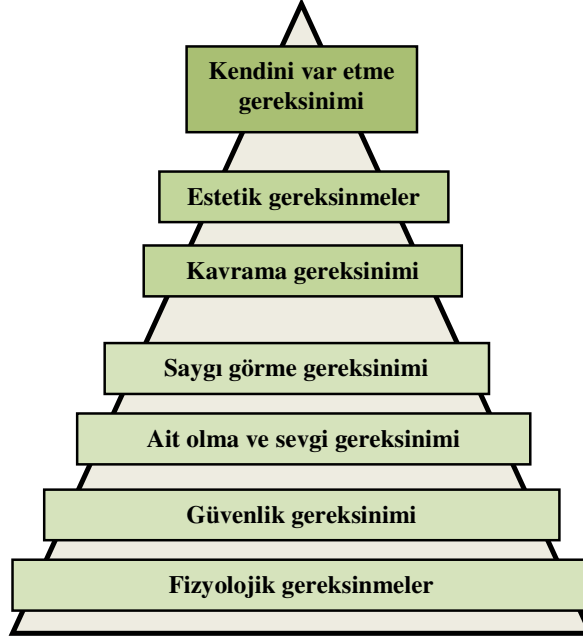 Kendini var etme
gereksinimi
Estetik gereksinmeler
Kavrama gereksinimi
Saygı görme gereksinimi
Ait olma ve sevgi gereksinimi
Güvenlik gereksinimi
Fizyolojik gereksinmeler